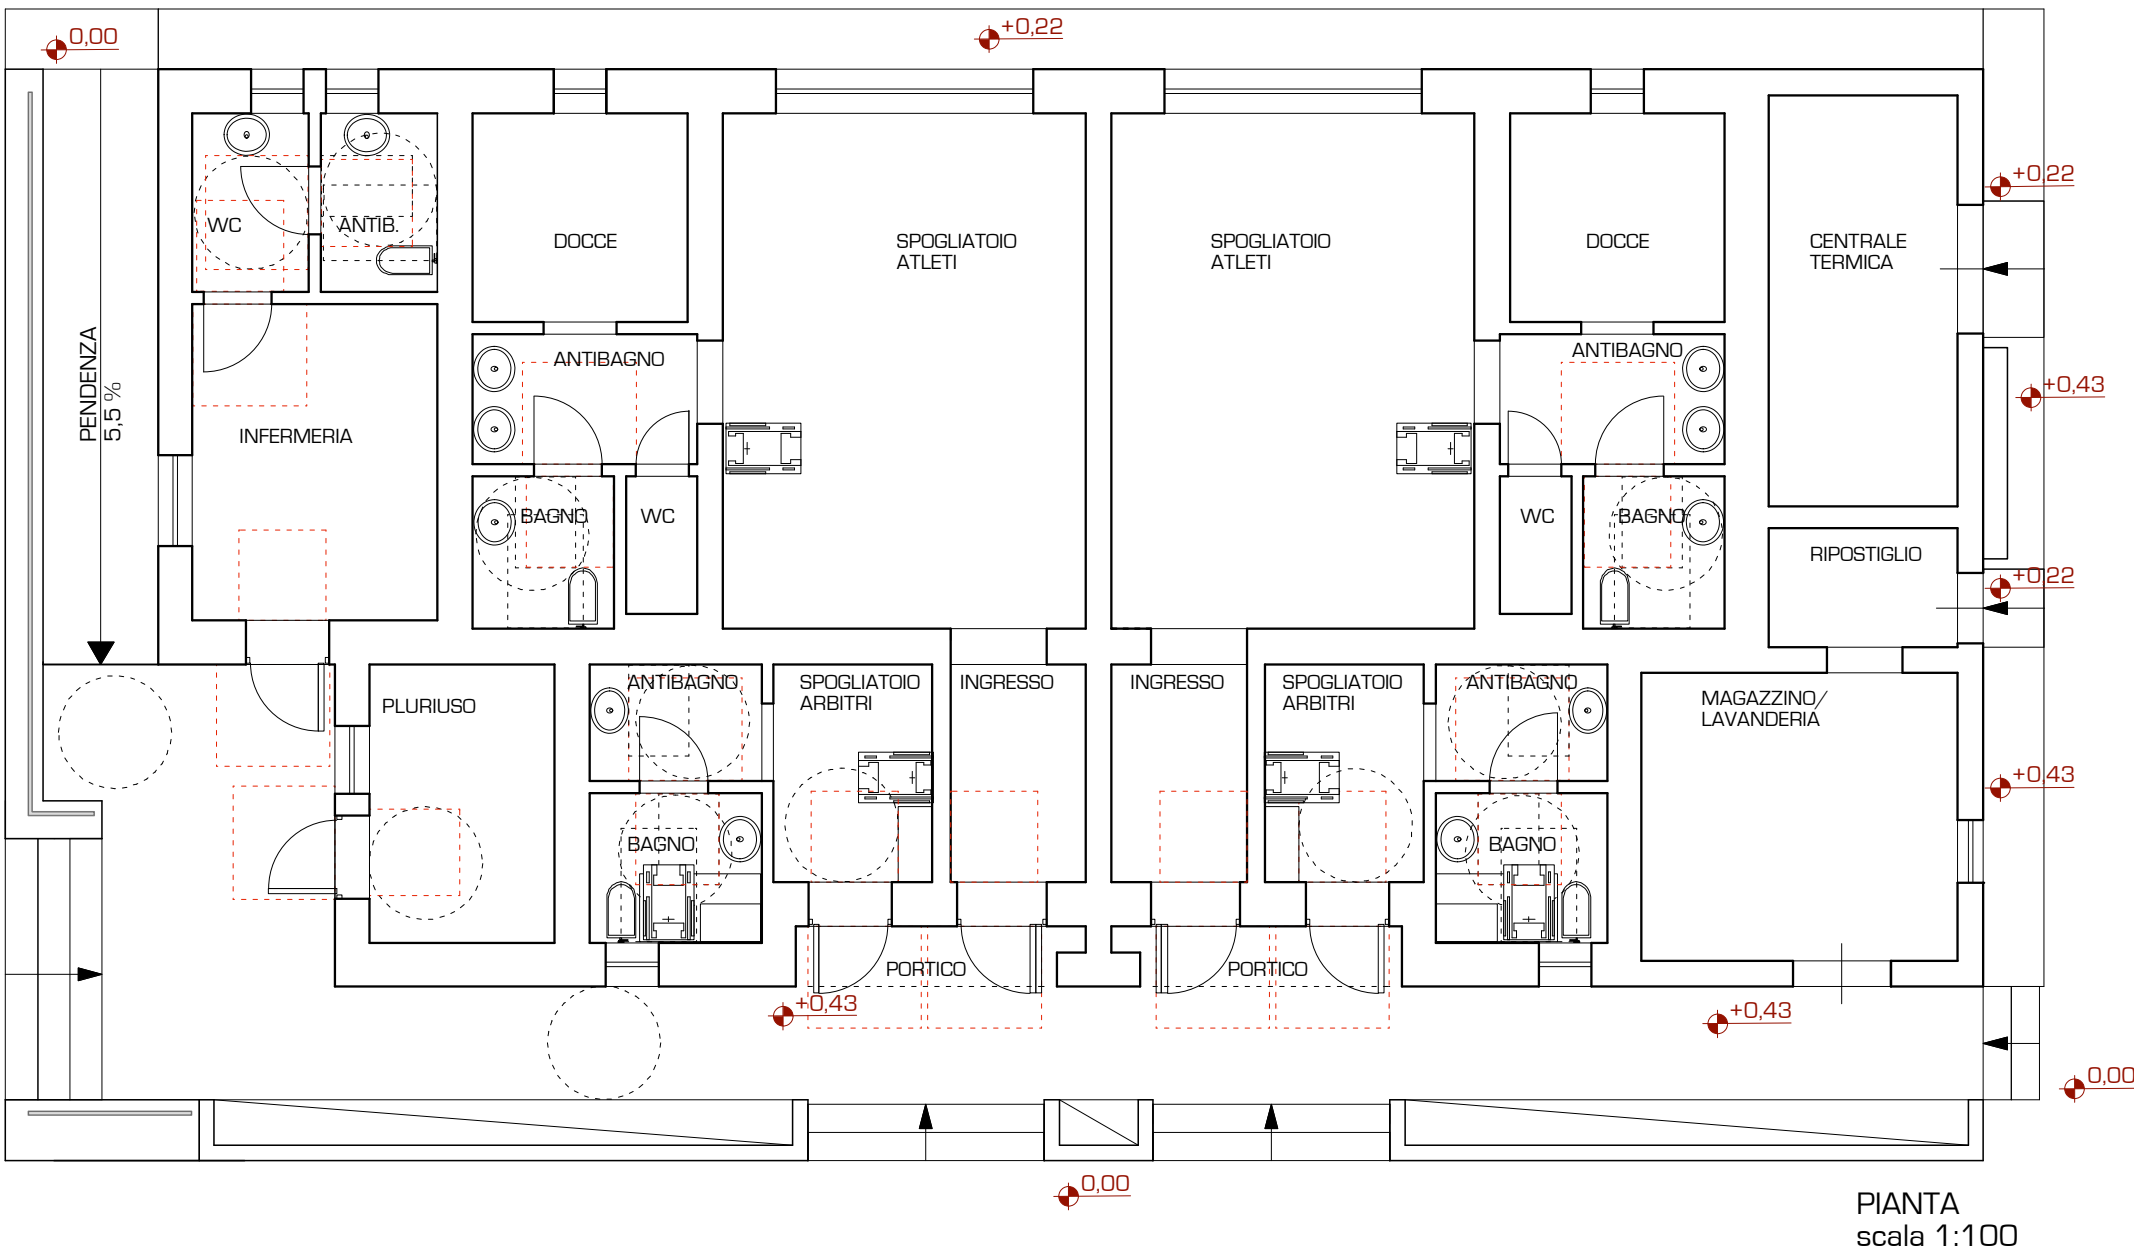 0,00
+0,22
+0,22
WC
ANTIB.
DOCCE
SPOGLIATOIO
ATLETI
SPOGLIATOIO
ATLETI
DOCCE
CENTRALE
TERMICA
PENDENZA
5,5 %
ANTIBAGNO
ANTIBAGNO
+0,43
INFERMERIA
BAGNO
WC
WC
BAGNO
RIPOSTIGLIO
+0,22
PLURIUSO
ANTIBAGNO
SPOGLIATOIO
ARBITRI
INGRESSO
INGRESSO
SPOGLIATOIO
ARBITRI
ANTIBAGNO
MAGAZZINO/
LAVANDERIA
+0,43
BAGNO
BAGNO
PORTICO
PORTICO
+0,43
+0,43
0,00
0,00
PIANTA
scala 1:100